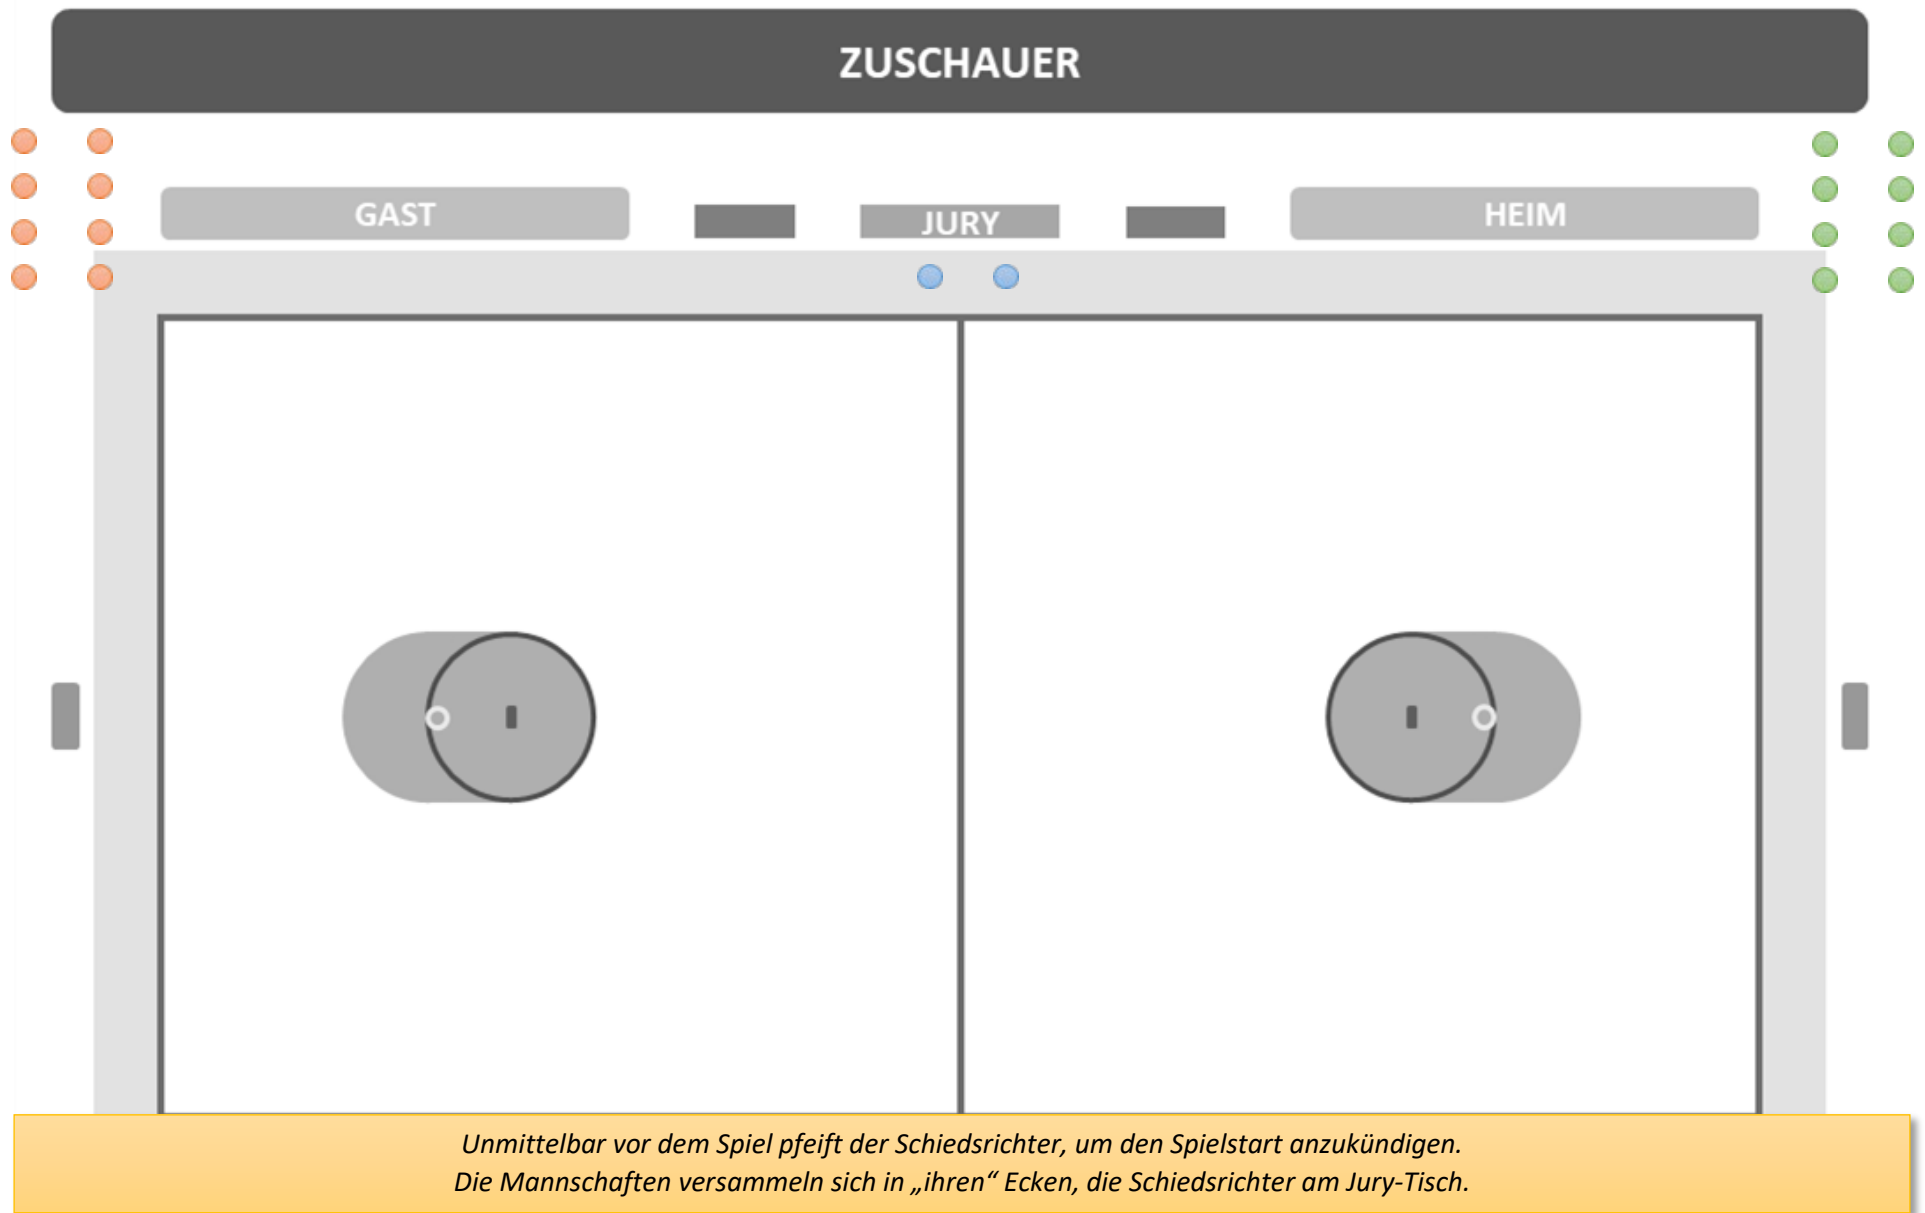 ZUSCHAUER
GAST
JURY
HEIM
Unmittelbar vor dem Spiel pfeift der Schiedsrichter, um den Spielstart anzukündigen.
Die Mannschaften versammeln sich in „ihren“ Ecken, die Schiedsrichter am Jury-Tisch.